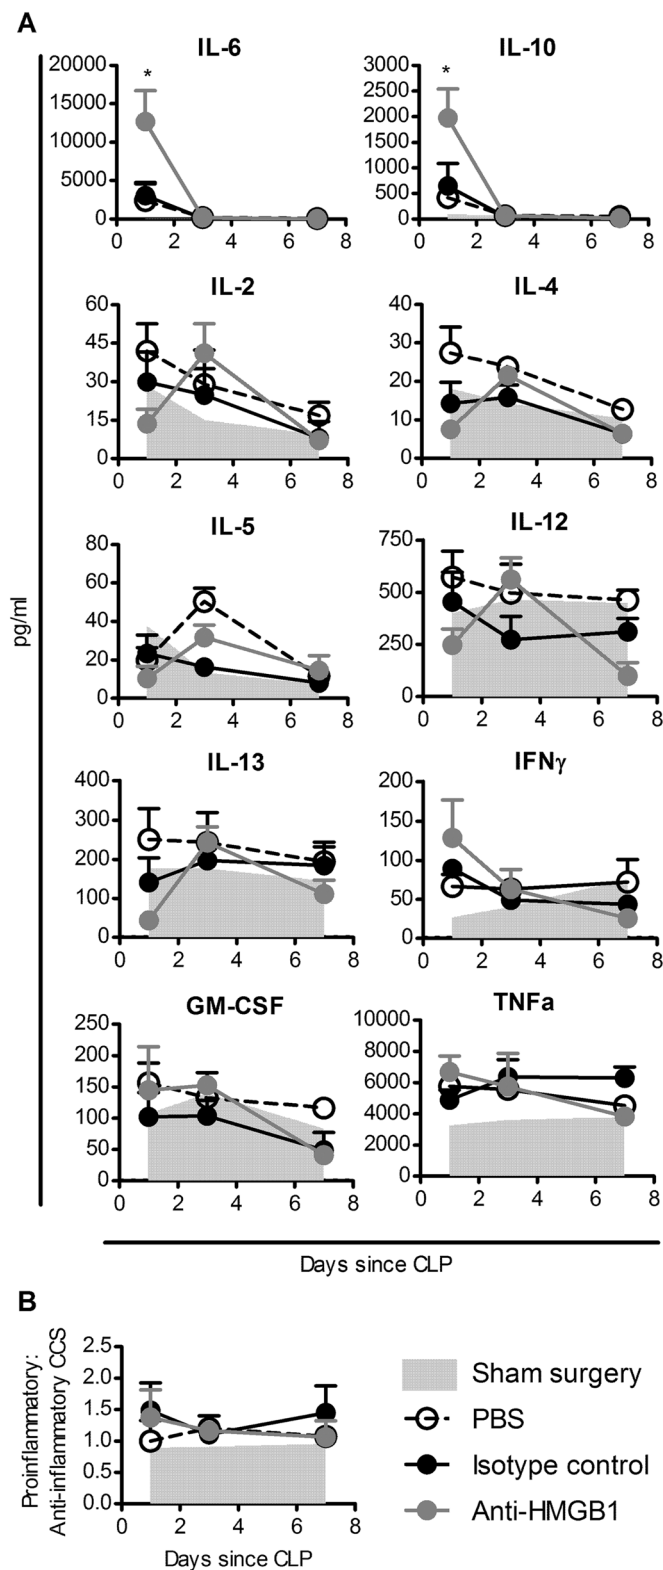 A
IL-6
IL-10
20000
15000
10000
5000
0
*
0 2 4 6 8
3000
2500
2000
1500
1000
500
0
*
0 2 4 6 8
IL-2
IL-4
60
45
30
15
0
0 2 4 6 8
40
30
20
10
0
0 2 4 6 8
IL-5
IL-12
80
60
40
20
0
0 2 4 6 8
750
500
250
0
0 2 4 6 8
pg/ml
IL-13
IFNγ
400
300
200
100
0
0 2 4 6 8
200
150
100
50
0
0 2 4 6 8
GM-CSF
TNFa
250
200
150
100
50
0
0 2 4 6 8
10000
8000
6000
4000
2000
0
0 2 4 6 8
Days since CLP
B
Proinflammatory:
Anti-inflammatory CCS
2.5
2.0
1.5
1.0
0.5
0.0
0 2 4 6 8
Days since CLP
Sham surgery
PBS
Isotype control
Anti-HMGB1